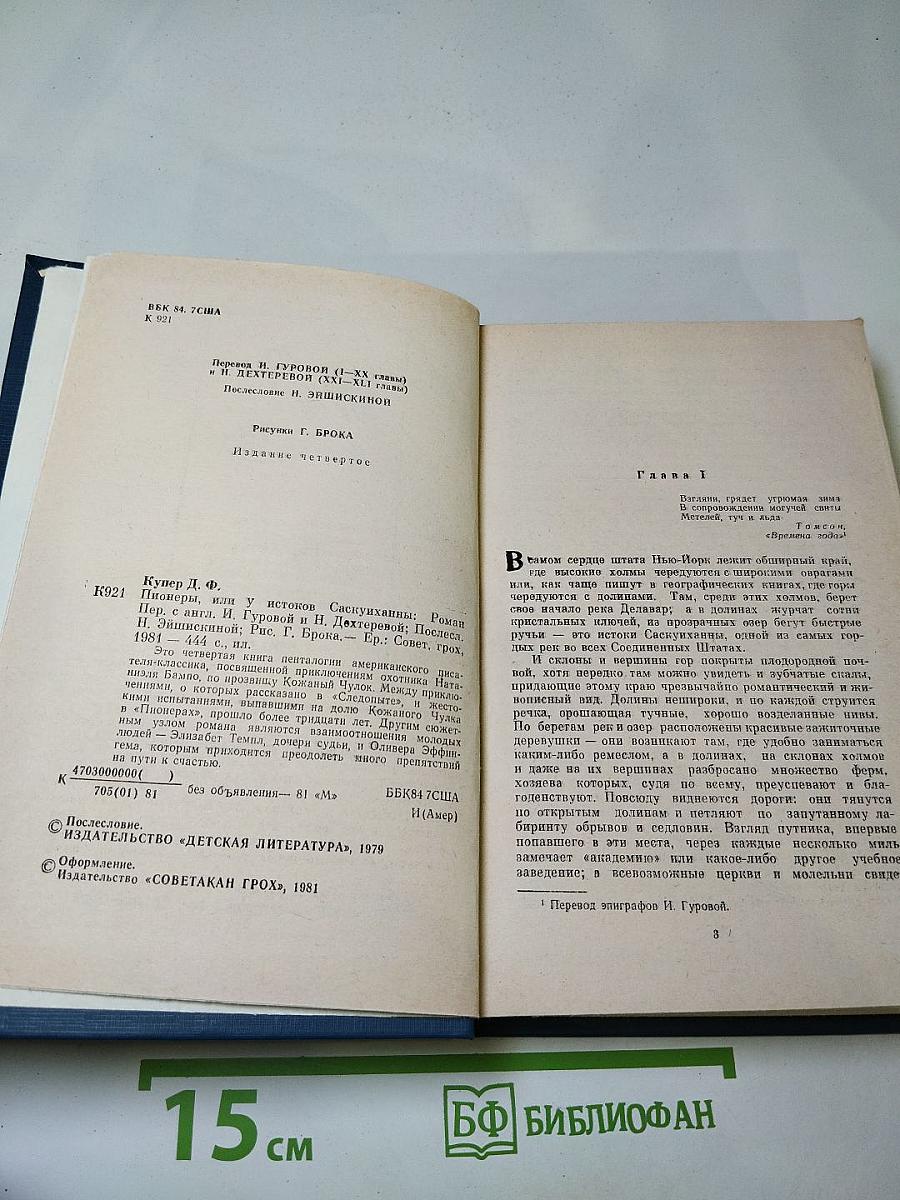 ББК 84. 7США
К 921
Перевод И. ГУРОВОЙ (I—XX главы)
и Н. ДЕХТЕРЕВОЙ (XXI—XLI главы)
Послесловие Н. ЭЙШИСКИНОЙ
Рисунки Г. БРОКА
Издание четвертое
Купер Д. Ф.
К921
Пионеры, или у истоков Саскуиханны: Роман
Пер. с англ. И. Гуровой и Н. Дехтеревой; Послесл.
Н. Эйшискиной; Рис. Г. Брока.— Ер.: Совет. грох,
1981 — 444 с., ил.
Это четвертая книга пенталогии американского писа-
теля-классика, посвященной приключениям охотника Ната-
ниэля Бампо, по прозвищу Кожаный Чулок. Между приклю-
чениями, о которых рассказано в «Следопыте», и жесто-
кими испытаниями, выпавшими на долю Кожаного Чулка
в «Пионерах», прошло более тридцати лет. Другим сюжет-
ным узлом романа являются взаимоотношения молодых
людей — Элизабет Темпл, дочери судьи, и Оливера Эффин-
гема, которым приходится преодолеть много препятствий
на пути к счастью.
К 4703000000( )
705(01) 81
без объявления— 81 «М»
ББК84 7США
И(Амер)
© Послесловие.
ИЗДАТЕЛЬСТВО «ДЕТСКАЯ ЛИТЕРАТУРА», 1979
© Оформление.
Издательство «СОВЕТАКАН ГРОХ», 1981
Глава I
Взгляни, грядет угрюмая зима
В сопровождении могучей свиты
Метелей, туч и льда
Томсон,
«Времена года»¹
В самом сердце штата Нью-Йорк лежит обширный край,
где высокие холмы чередуются с широкими оврагами
или, как чаще пишут в географических книгах, где горы
чередуются с долинами. Там, среди этих холмов, берет
свое начало река Делавар; а в долинах журчат сотни
кристальных ключей, из прозрачных озер бегут быстрые
ручьи — это истоки Саскуиханны, одной из самых гор-
дых рек во всех Соединенных Штатах.
И склоны и вершины гор покрыты плодородной поч-
вой, хотя нередко там можно увидеть и зубчатые скалы,
придающие этому краю чрезвычайно романтический и жи-
вописный вид. Долины нешироки, и по каждой струится
речка, орошающая тучные, хорошо возделанные нивы.
По берегам рек и озер расположены красивые зажиточные
деревушки — они возникают там, где удобно заниматься
каким-либо ремеслом, а в долинах, на склонах холмов
и даже на их вершинах разбросано множество ферм,
хозяева которых, судя по всему, преуспевают и бла-
годенствуют. Повсюду виднеются дороги: они тянутся
по открытым долинам и петляют по запутанному ла-
биринту обрывов и седловин. Взгляд путника, впервые
попавшего в эти места, через каждые несколько миль
замечает «академию» или какое-либо другое учебное
заведение; а всевозможные церкви и молельни свиде
¹ Перевод эпиграфов И. Гуровой.
3
15 см
БФ БИБЛИОФАН